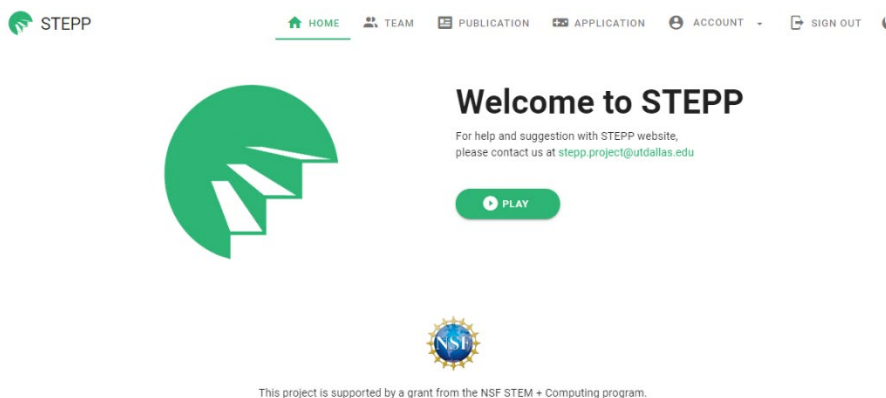 STEPP
HOME
TEAM
PUBLICATION
APPLICATION
ACCOUNT
SIGN OUT
Welcome to STEPP
For help and suggestion with STEPP website,
please contact us at stepp.project@utdallas.edu
PLAY
NSF
This project is supported by a grant from the NSF STEM + Computing program.